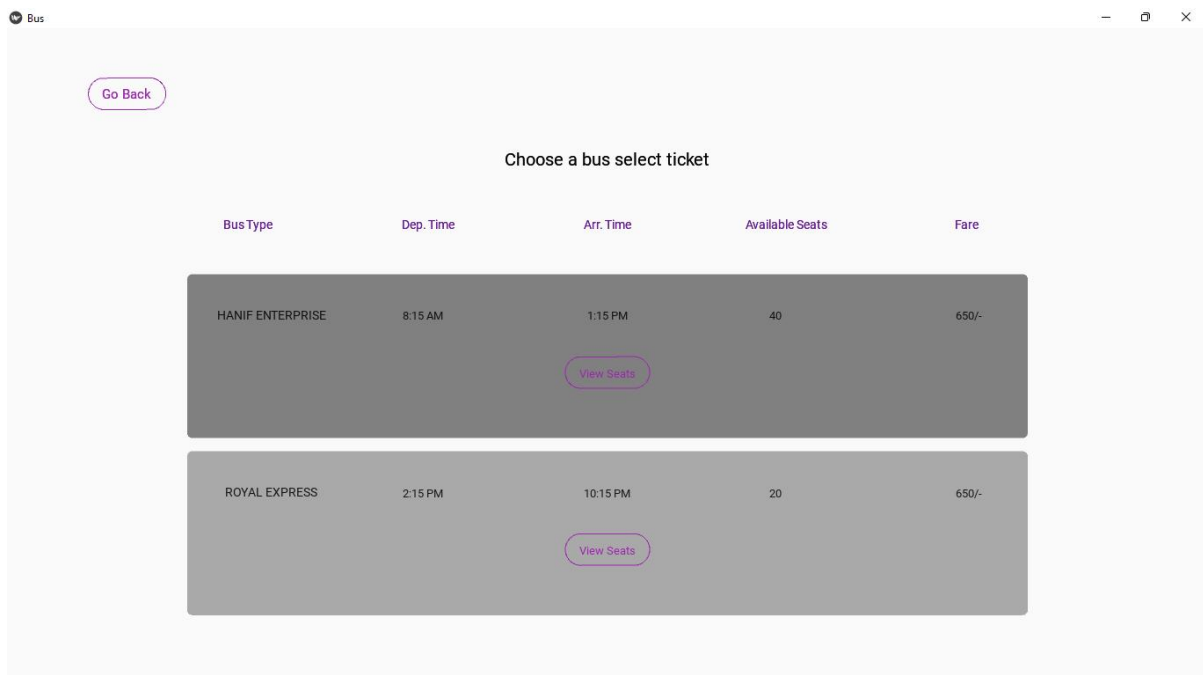 Bus
Go Back
Choose a bus select ticket
Bus Type Dep. Time Arr. Time Available Seats Fare
HANIF ENTERPRISE 8:15 AM 1:15 PM 40 650/-
View Seats
ROYAL EXPRESS 2:15 PM 10:15 PM 20 650/-
View Seats